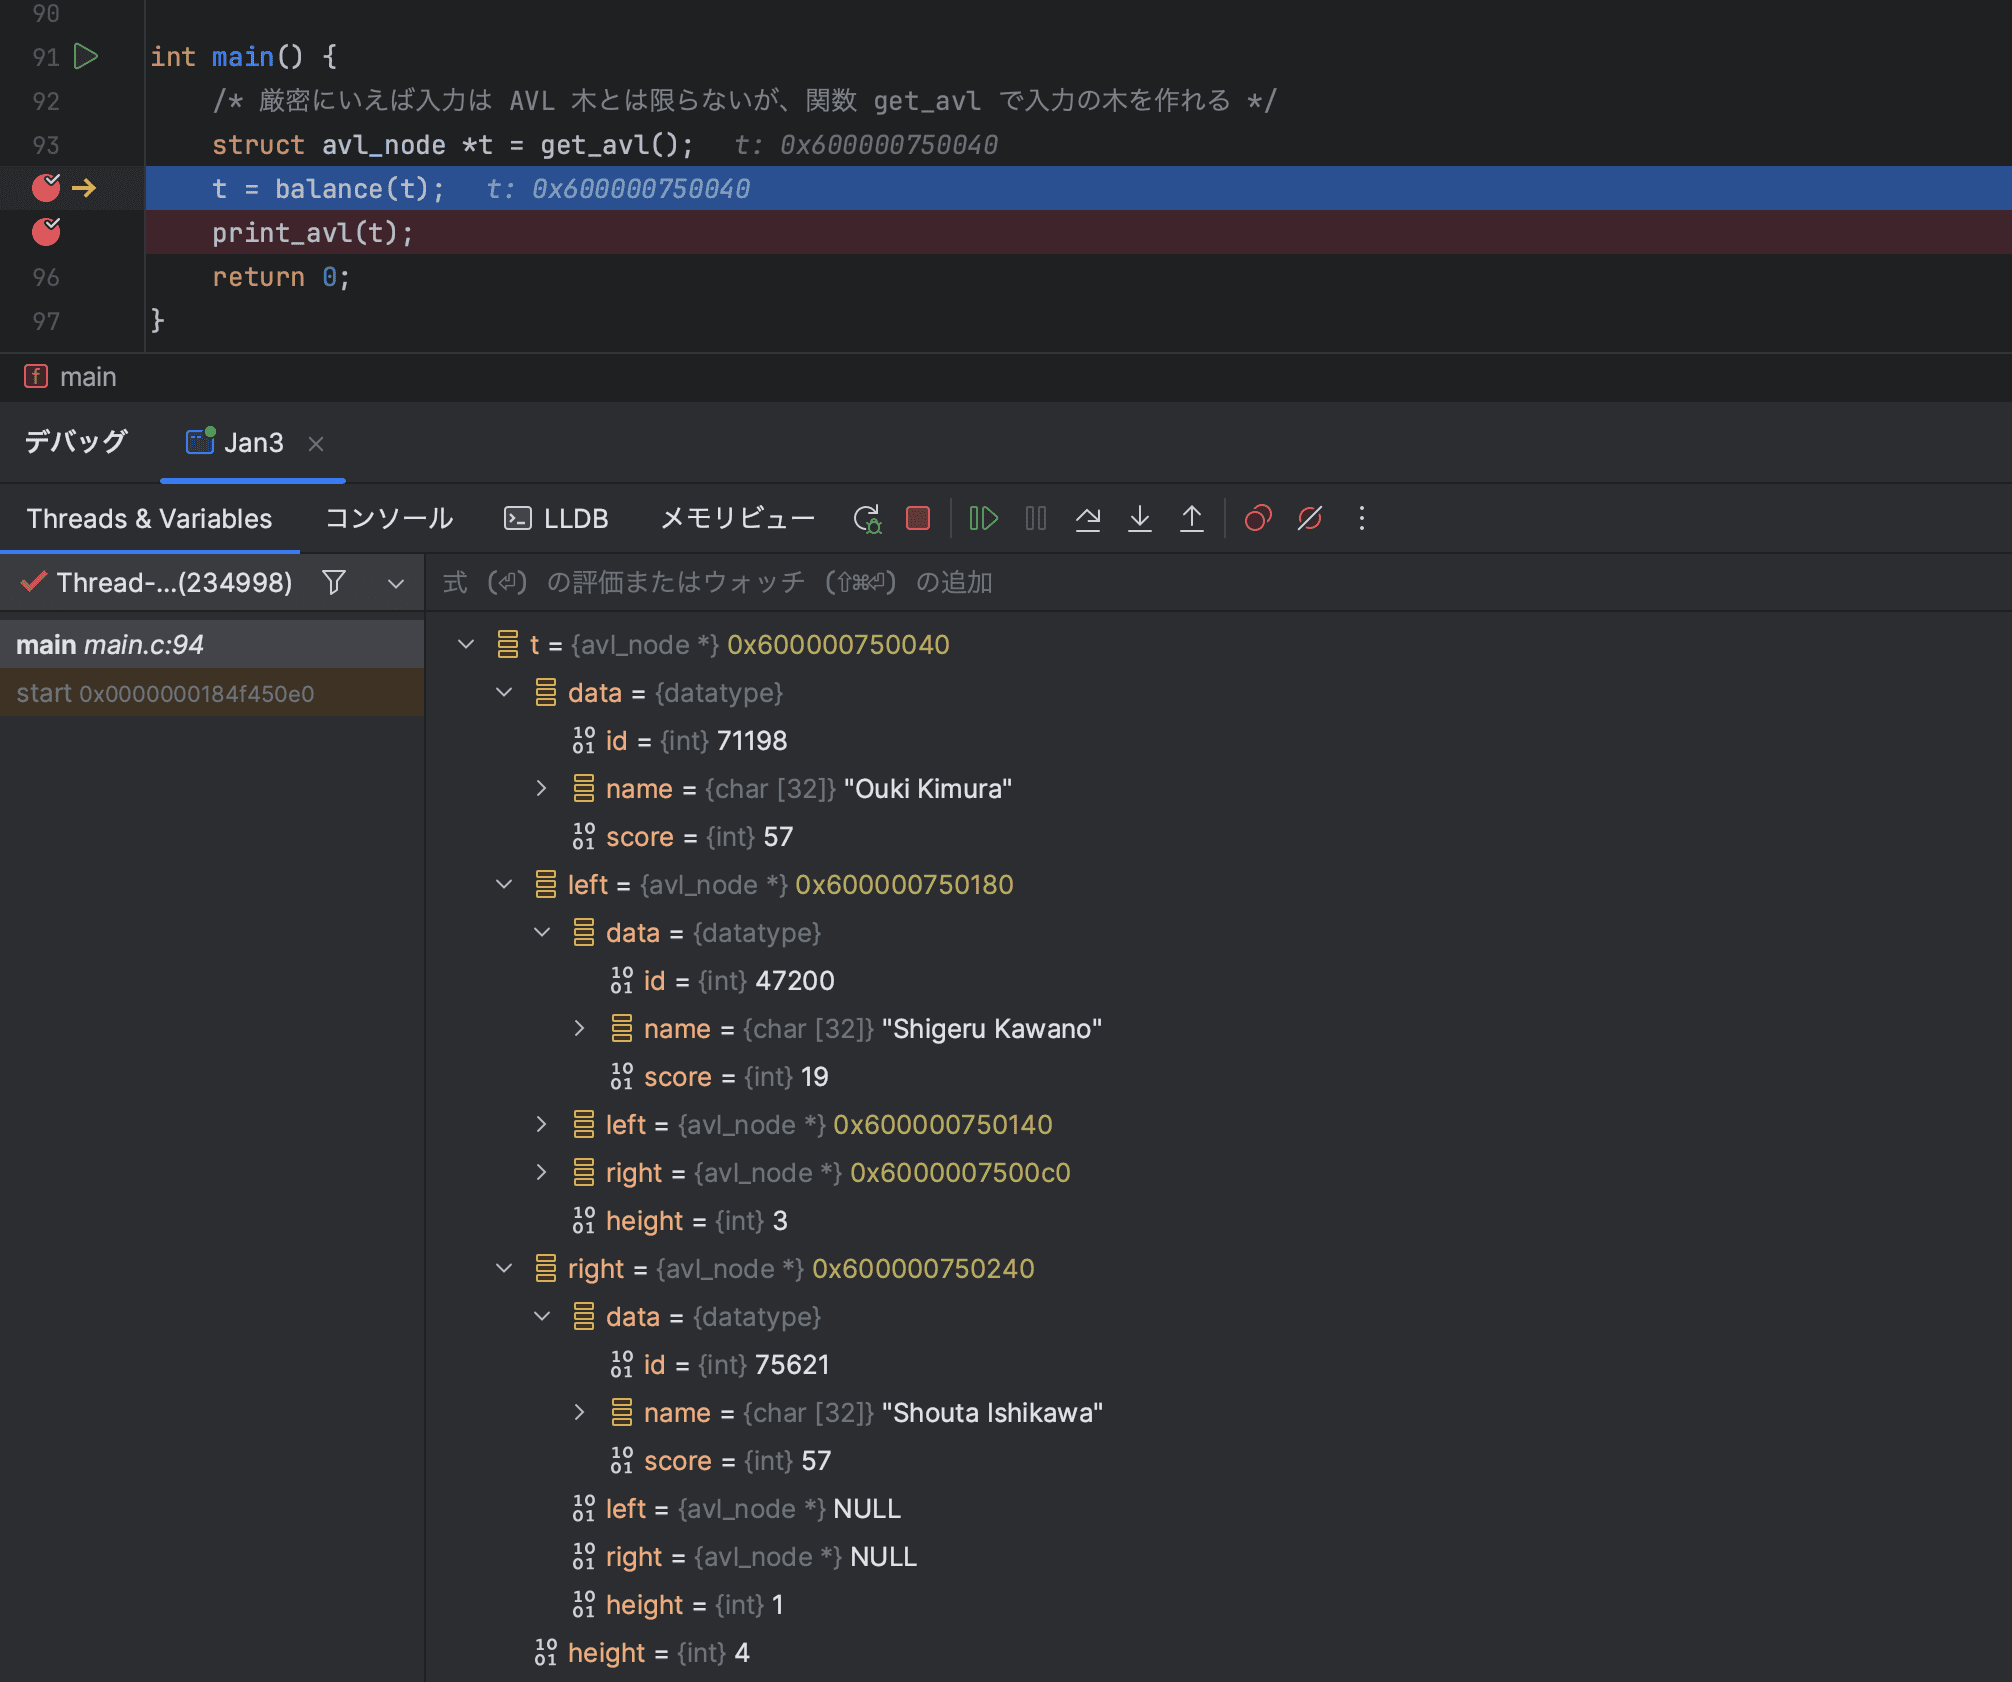 90
91 int main() {
92 /* 厳密にいえば入力は AVL 木とは限らないが、関数 get_avl で入力の木を作れる */
93 struct avl_node *t = get_avl(); t: 0x600000750040
t = balance(t); t: 0x600000750040
print_avl(t);
96 return 0;
97 }
f main
デバッグ Jan3 ×
Threads & Variables コンソール LLDB メモリビュー
Thread-...(234998) 式 (⏎) の評価またはウォッチ (⇧⌘⏎) の追加
main main.c:94
start 0x0000000184f450e0
t = {avl_node *} 0x600000750040
data = {datatype}
id = {int} 71198
name = {char [32]} "Ouki Kimura"
score = {int} 57
left = {avl_node *} 0x600000750180
data = {datatype}
id = {int} 47200
name = {char [32]} "Shigeru Kawano"
score = {int} 19
left = {avl_node *} 0x600000750140
right = {avl_node *} 0x6000007500c0
height = {int} 3
right = {avl_node *} 0x600000750240
data = {datatype}
id = {int} 75621
name = {char [32]} "Shouta Ishikawa"
score = {int} 57
left = {avl_node *} NULL
right = {avl_node *} NULL
height = {int} 1
height = {int} 4